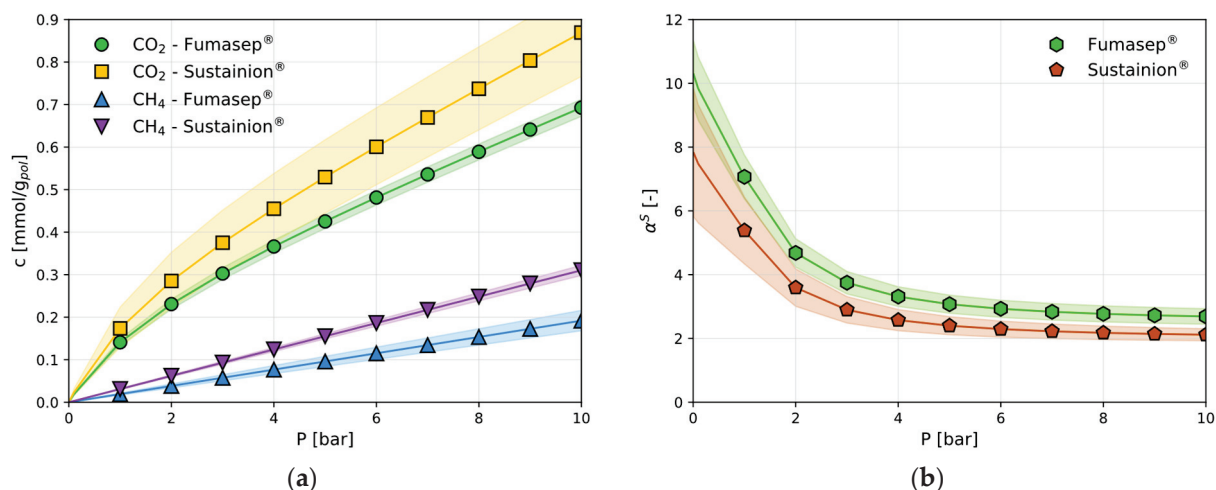 0.9
0.8
0.7
0.6
0.5
0.4
0.3
0.2
0.1
0.0
c [mmol/g_pol]
CO₂ - Fumasep®
CO₂ - Sustainion®
CH₄ - Fumasep®
CH₄ - Sustainion®
0 2 4 6 8 10
P [bar]
(a)
12
10
8
6
4
2
0
α^S [-]
Fumasep®
Sustainion®
0 2 4 6 8 10
P [bar]
(b)